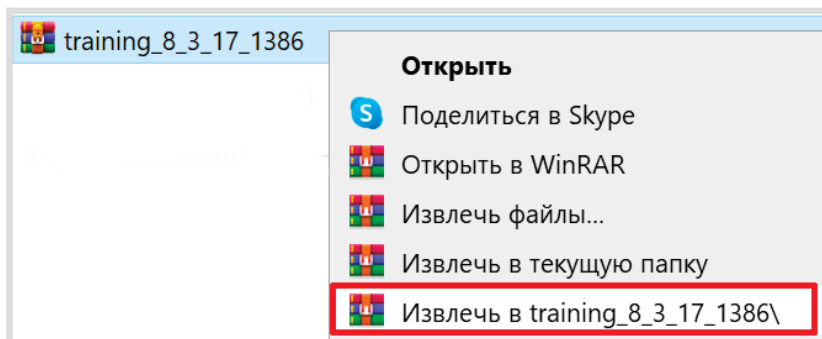 training_8_3_17_1386
Открыть
Поделиться в Skype
Открыть в WinRAR
Извлечь файлы...
Извлечь в текущую папку
Извлечь в training_8_3_17_1386\